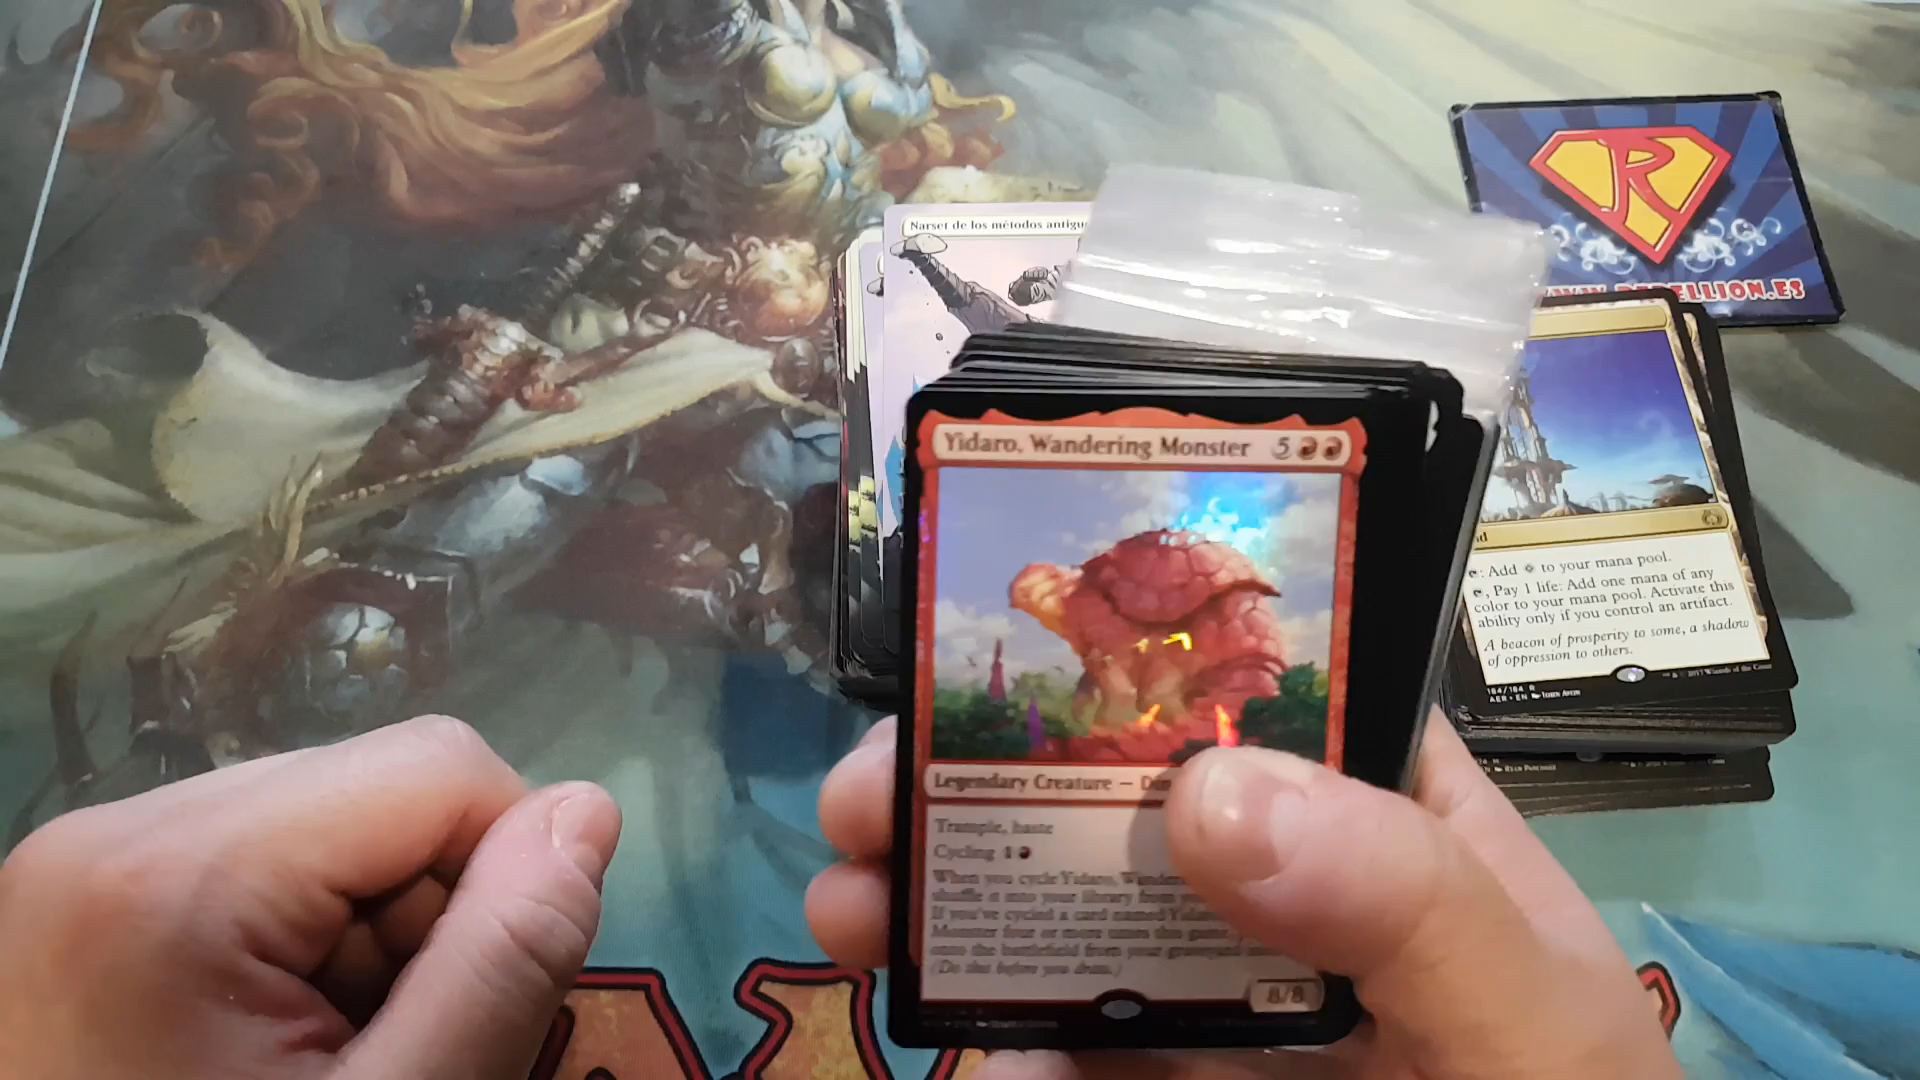 Narset de los métodos antigu
R
WWW.REBELLION.ES
Yidaro, Wandering Monster 5
Legendary Creature — Din
Trample, haste
Cycling 1
When you cycle Yidaro, Wander
shuffle it into your library from
If you've cycled a card named Yidar
Monster four or more times this game,
onto the battlefield from your graveyard
(Do this before you draw.)
8/8
: Add to your mana pool.
, Pay 1 life: Add one mana of any
color to your mana pool. Activate this
ability only if you control an artifact.
A beacon of prosperity to some, a shadow
of oppression to others.
184/184 R
AER • EN John Avon
2017 Wizards of the Coast